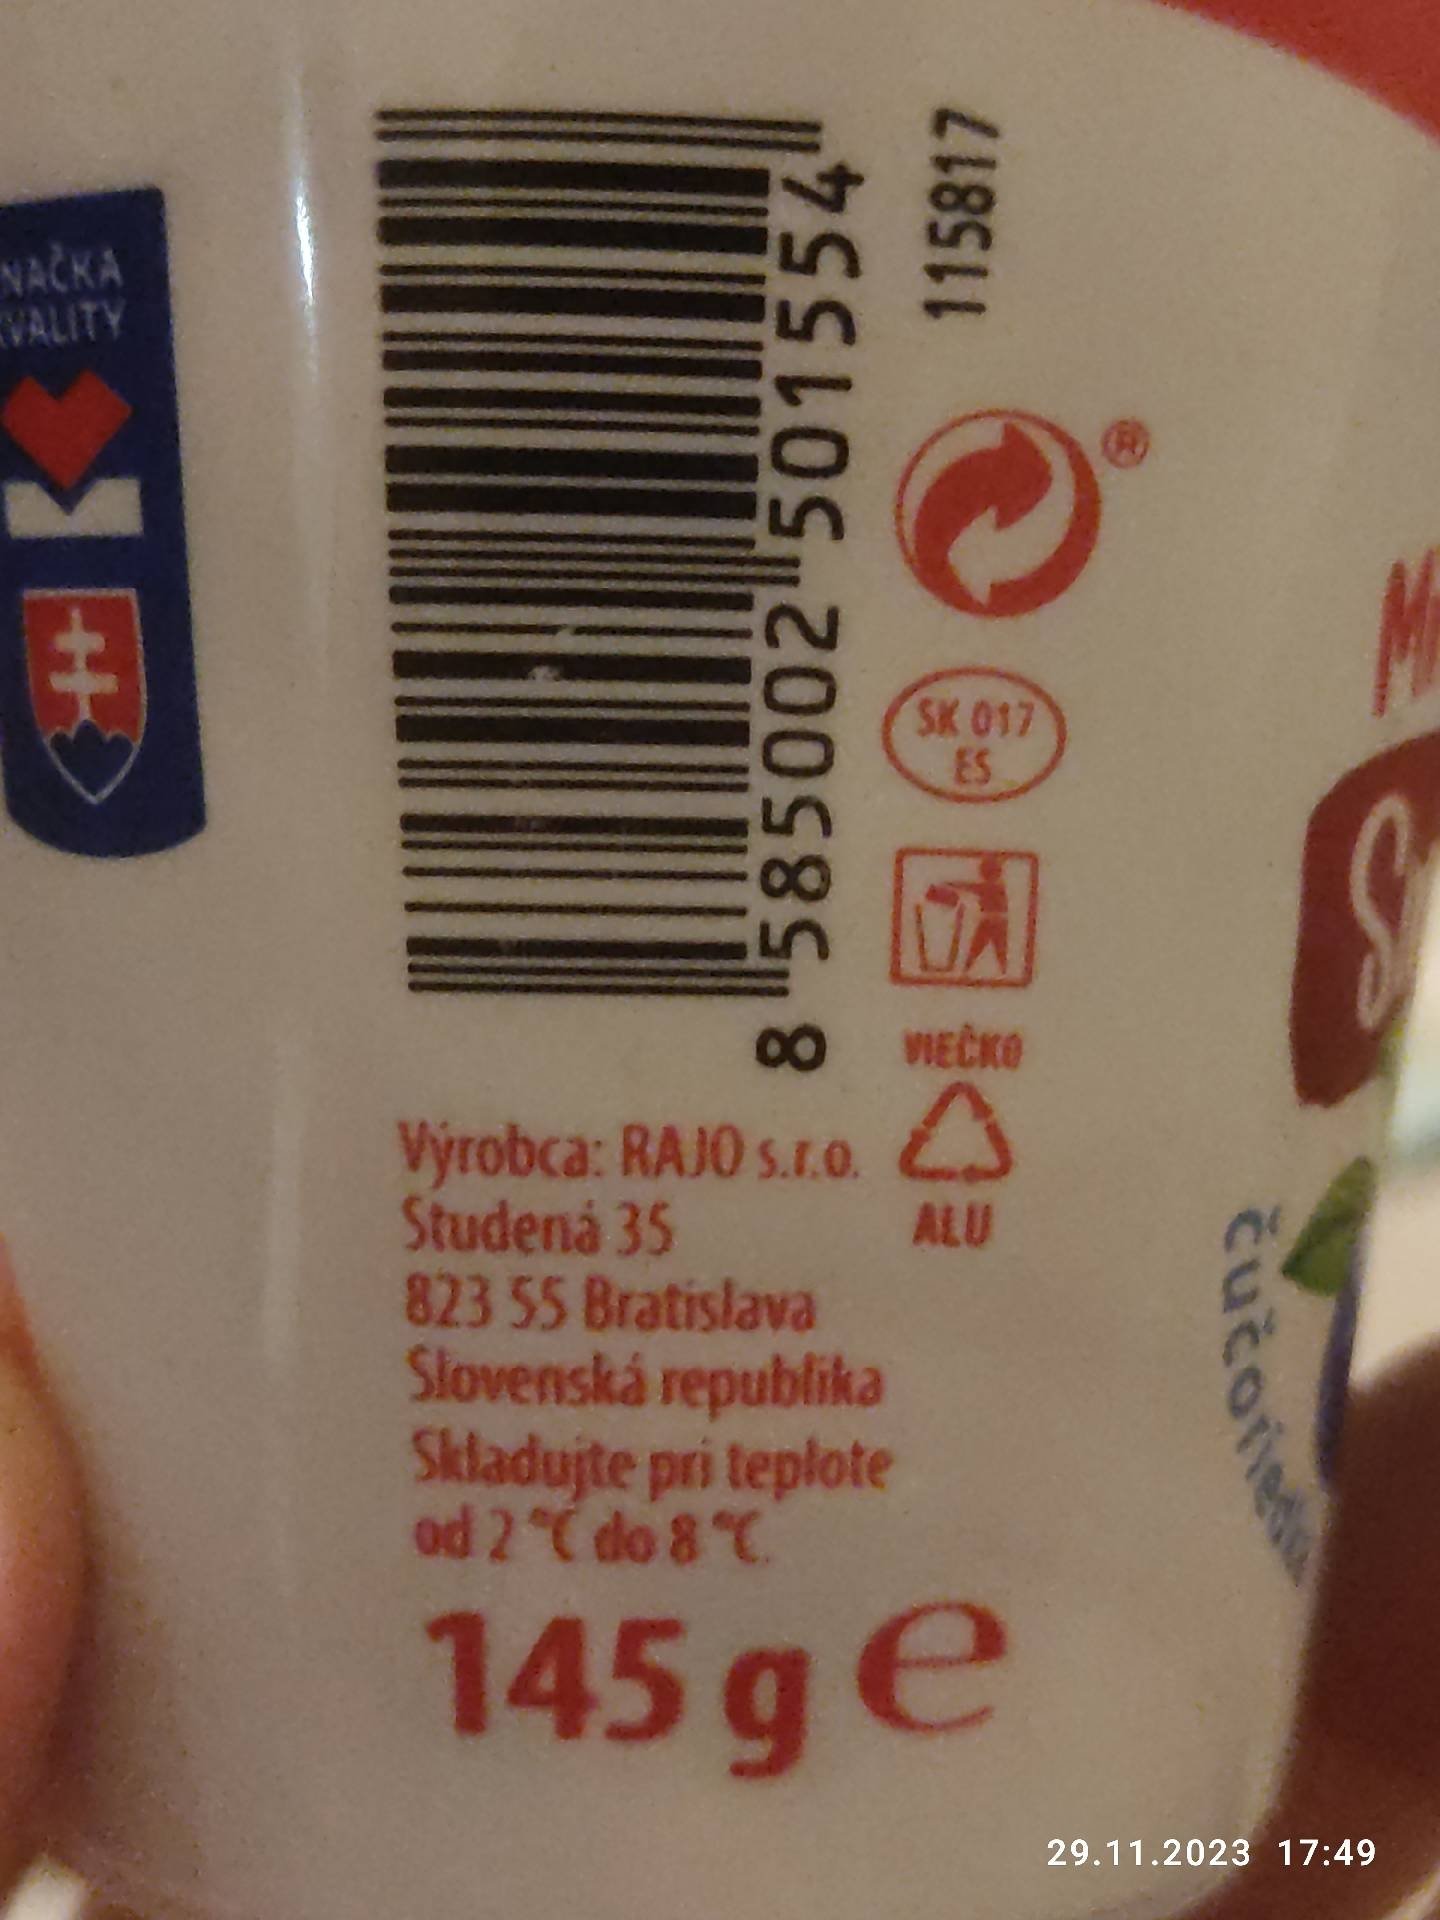 NAČKA
VALITY
8 585002 501554
115817
®
SK 017
ES
VIEČKO
ALU
Výrobca: RAJO s.r.o.
Studená 35
823 55 Bratislava
Slovenská republika
Skladujte pri teplote
od 2 °C do 8 °C.
145 g e
29.11.2023 17:49